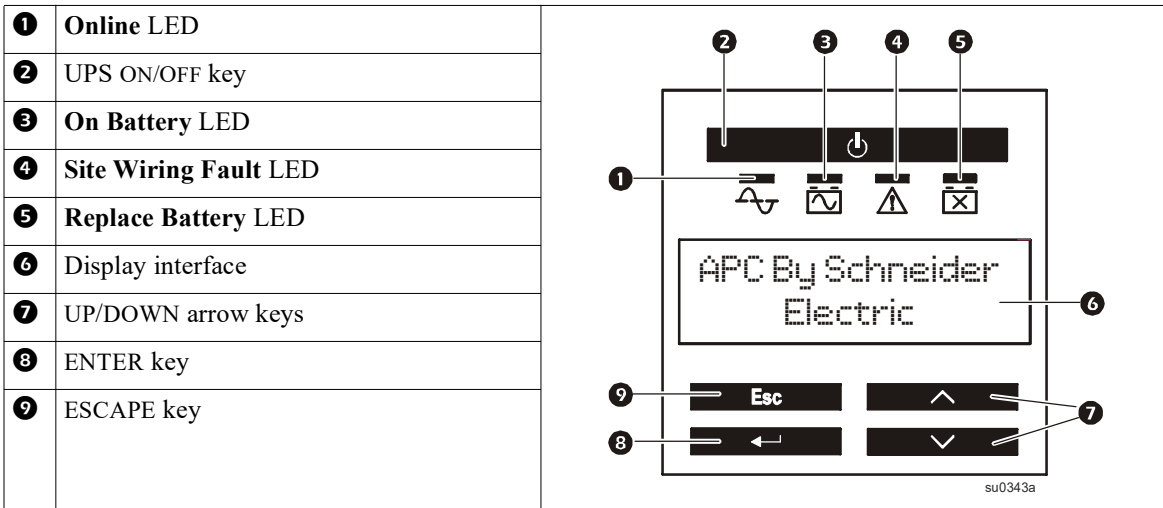 ❶ Online LED
❷ UPS ON/OFF key
❸ On Battery LED
❹ Site Wiring Fault LED
❺ Replace Battery LED
❻ Display interface
❼ UP/DOWN arrow keys
❽ ENTER key
❾ ESCAPE key
❷ ❸ ❹ ❺
❶
APC By Schneider
Electric
❻
❾ Esc
❼
❽
su0343a